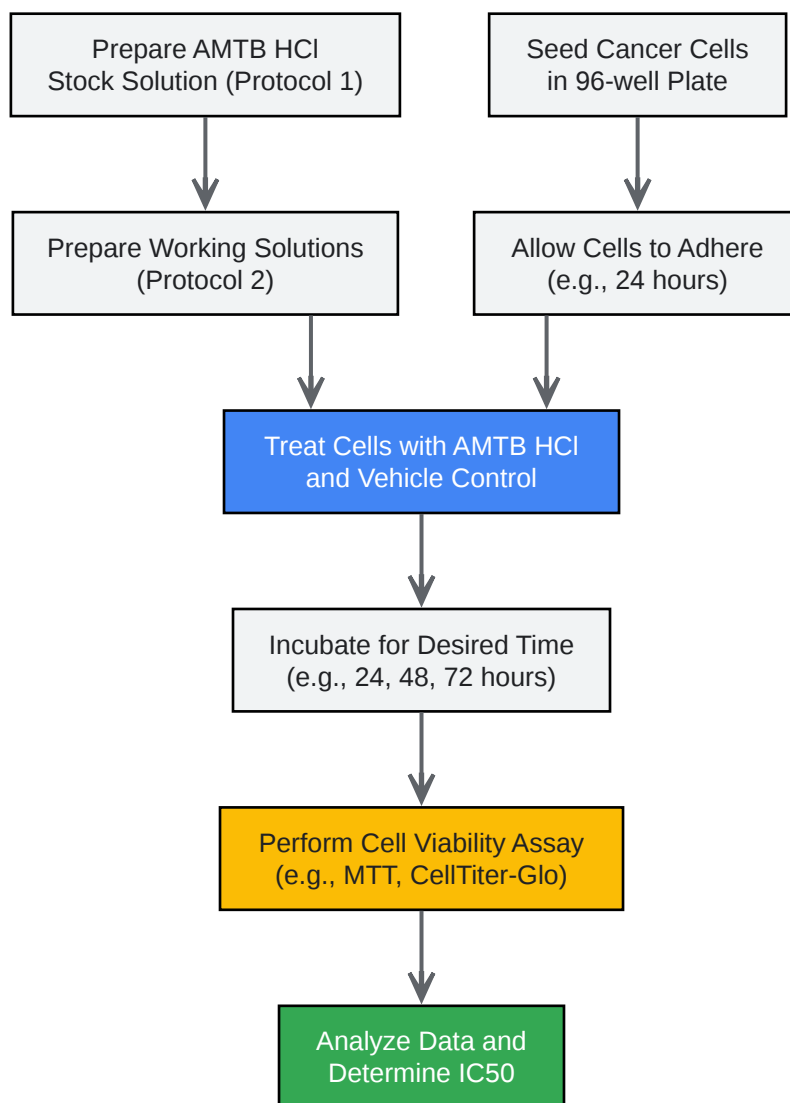 Prepare AMTB HCl
Stock Solution (Protocol 1)
Seed Cancer Cells
in 96-well Plate
Prepare Working Solutions
(Protocol 2)
Allow Cells to Adhere
(e.g., 24 hours)
Treat Cells with AMTB HCl
and Vehicle Control
Incubate for Desired Time
(e.g., 24, 48, 72 hours)
Perform Cell Viability Assay
(e.g., MTT, CellTiter-Glo)
Analyze Data and
Determine IC50